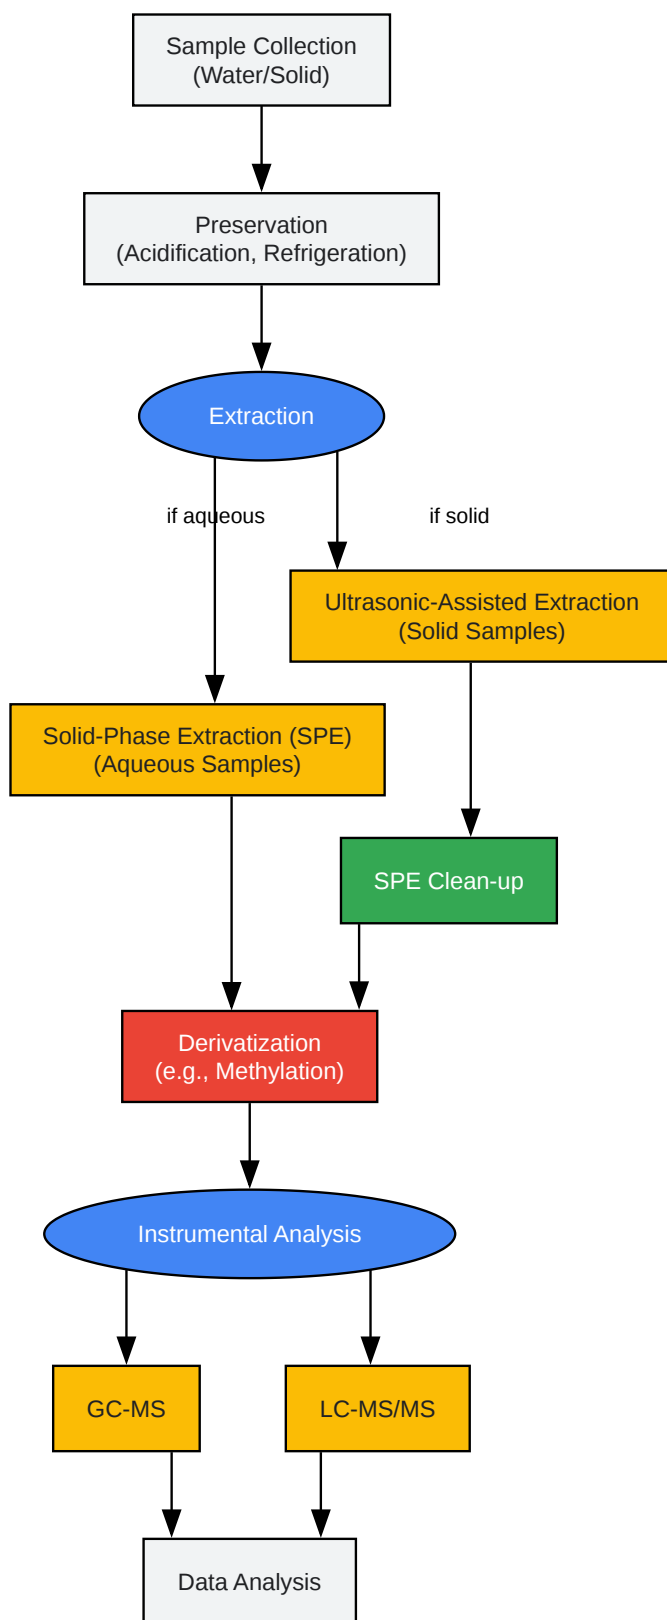 Sample Collection
(Water/Solid)
Preservation
(Acidification, Refrigeration)
Extraction
if aqueous
if solid
Ultrasonic-Assisted Extraction
(Solid Samples)
Solid-Phase Extraction (SPE)
(Aqueous Samples)
SPE Clean-up
Derivatization
(e.g., Methylation)
Instrumental Analysis
GC-MS
LC-MS/MS
Data Analysis